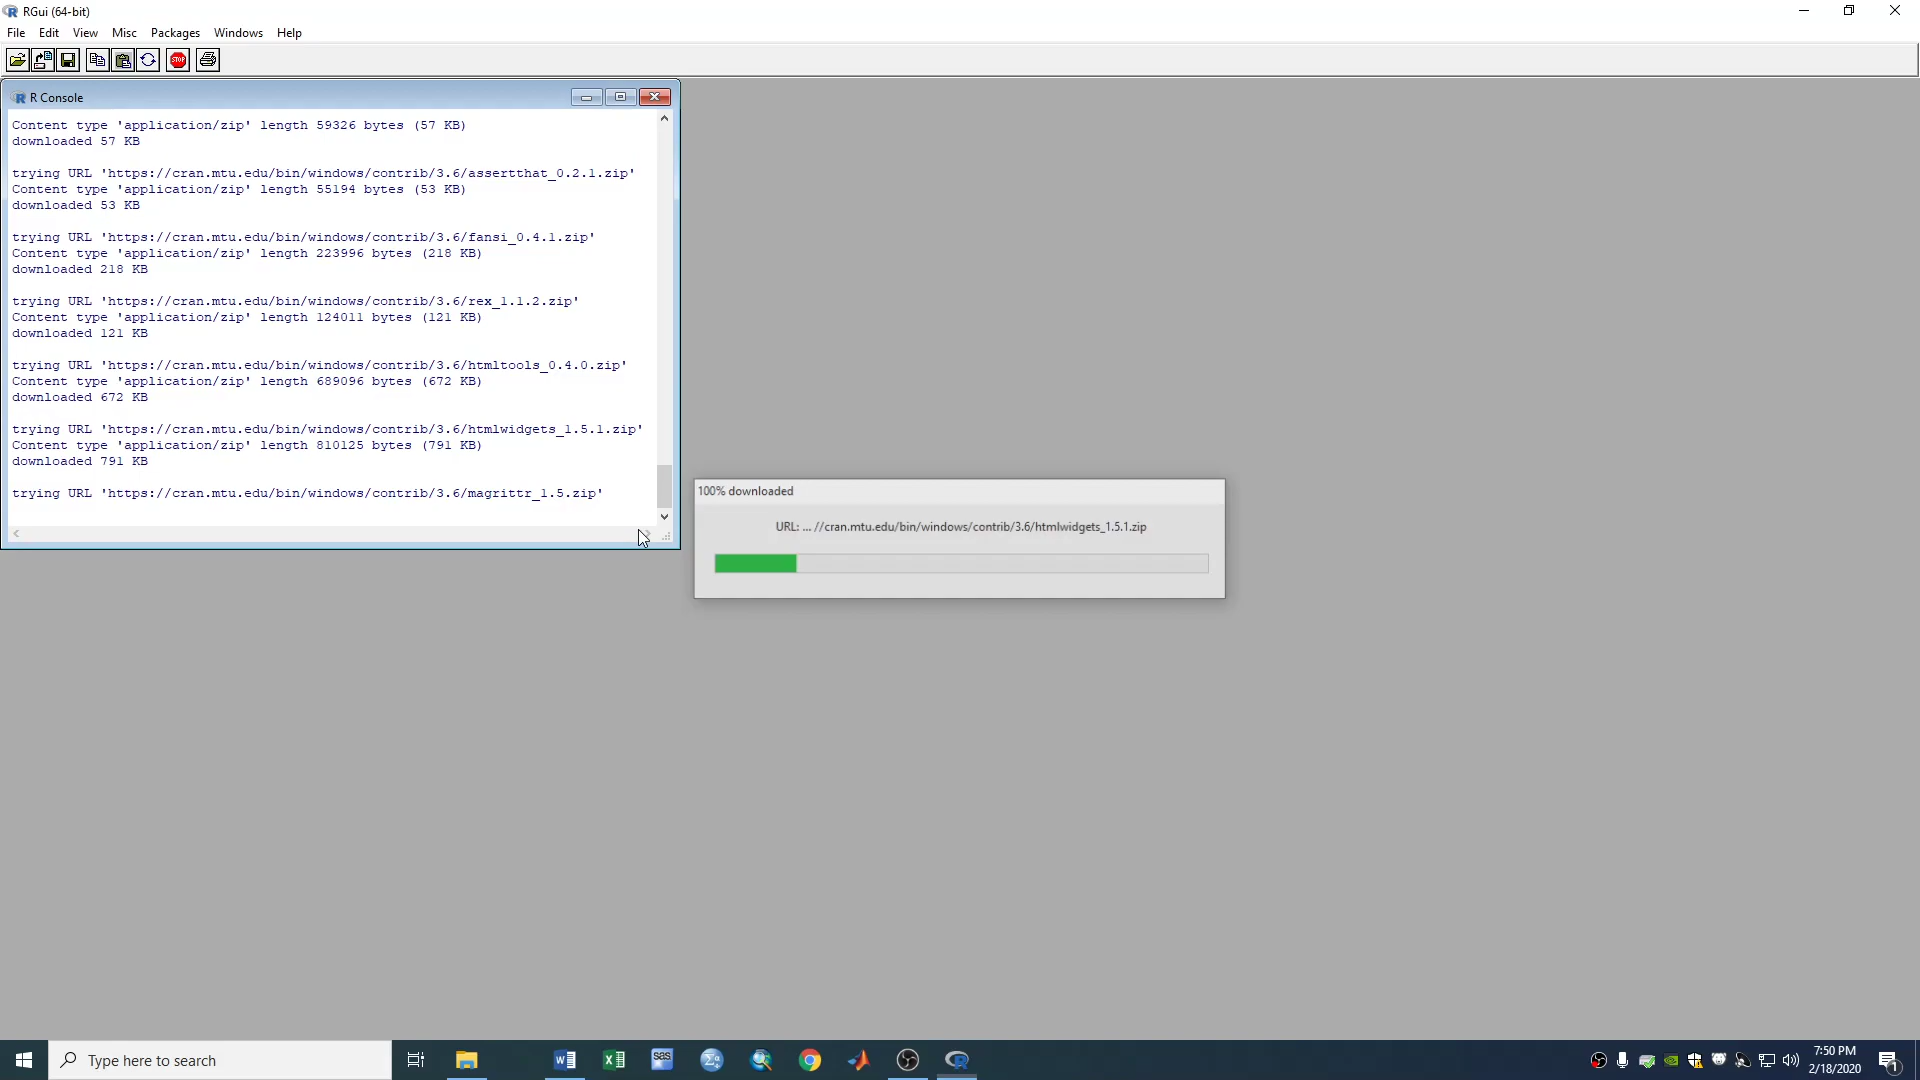 RGui (64-bit)
File Edit View Misc Packages Windows Help
STOP
R Console
Content type 'application/zip' length 59326 bytes (57 KB)
downloaded 57 KB
trying URL 'https://cran.mtu.edu/bin/windows/contrib/3.6/assertthat_0.2.1.zip'
Content type 'application/zip' length 55194 bytes (53 KB)
downloaded 53 KB
trying URL 'https://cran.mtu.edu/bin/windows/contrib/3.6/fansi_0.4.1.zip'
Content type 'application/zip' length 223996 bytes (218 KB)
downloaded 218 KB
trying URL 'https://cran.mtu.edu/bin/windows/contrib/3.6/rex_1.1.2.zip'
Content type 'application/zip' length 124011 bytes (121 KB)
downloaded 121 KB
trying URL 'https://cran.mtu.edu/bin/windows/contrib/3.6/htmltools_0.4.0.zip'
Content type 'application/zip' length 689096 bytes (672 KB)
downloaded 672 KB
trying URL 'https://cran.mtu.edu/bin/windows/contrib/3.6/htmlwidgets_1.5.1.zip'
Content type 'application/zip' length 810125 bytes (791 KB)
downloaded 791 KB
trying URL 'https://cran.mtu.edu/bin/windows/contrib/3.6/magrittr_1.5.zip'
100% downloaded
URL: ... //cran.mtu.edu/bin/windows/contrib/3.6/htmlwidgets_1.5.1.zip
Type here to search
sas
7:50 PM
2/18/2020
1